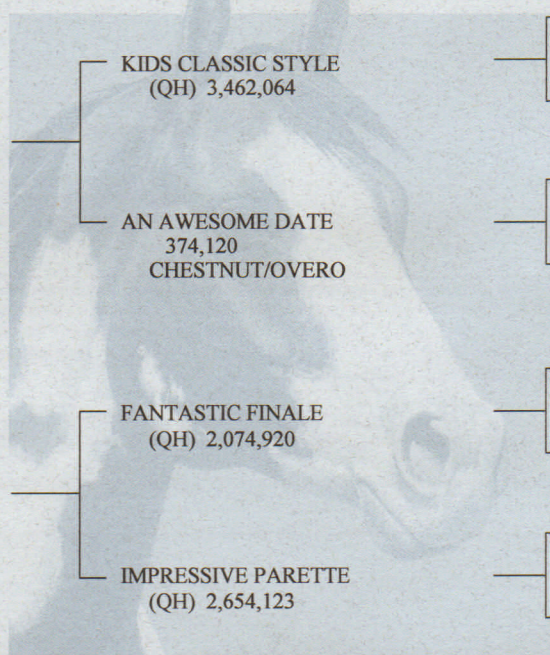 KIDS CLASSIC STYLE
(QH) 3,462,064
AN AWESOME DATE
374,120
CHESTNUT/OVERO
FANTASTIC FINALE
(QH) 2,074,920
IMPRESSIVE PARETTE
(QH) 2,654,123